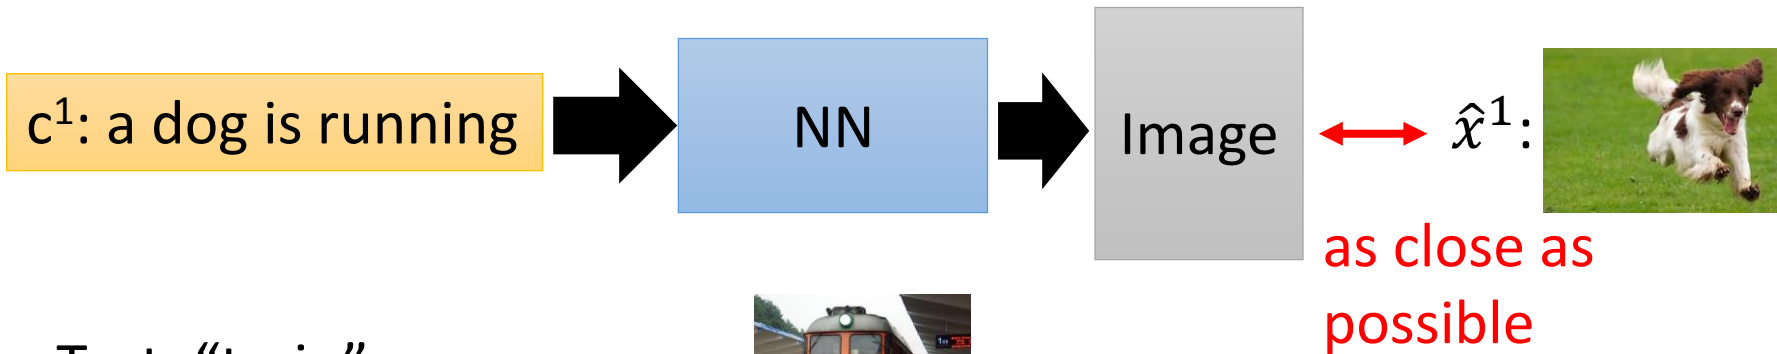 c¹: a dog is running
NN
Image
x̂¹:
as close as
possible